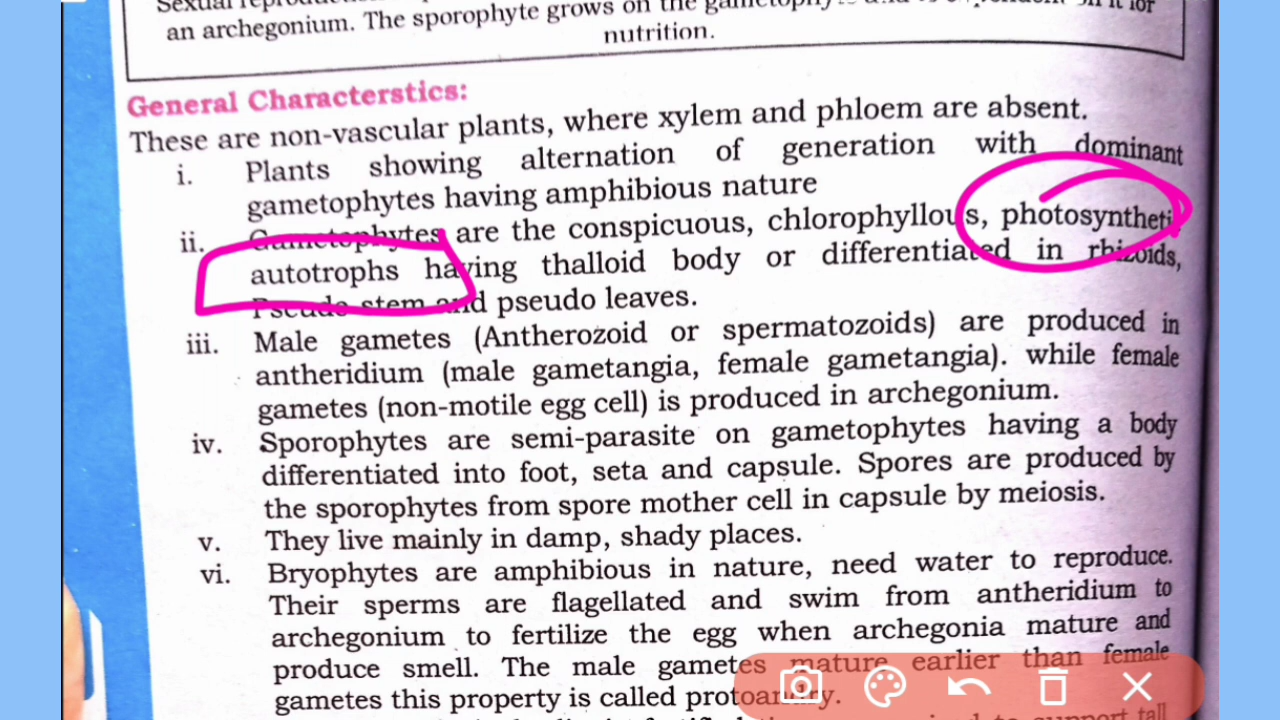 an archegonium. The sporophyte grows on the
nutrition.
General Characterstics:
These are non-vascular plants, where xylem and phloem are absent.
i. Plants showing alternation of generation with dominant
gametophytes having amphibious nature
ii. Gametophytes are the conspicuous, chlorophyllous, photosyntheti
autotrophs having thalloid body or differentiated in rhizoids,
Pseudo stem and pseudo leaves.
iii. Male gametes (Antherozoid or spermatozoids) are produced in
antheridium (male gametangia, female gametangia). while female
gametes (non-motile egg cell) is produced in archegonium.
iv. Sporophytes are semi-parasite on gametophytes having a body
differentiated into foot, seta and capsule. Spores are produced by
the sporophytes from spore mother cell in capsule by meiosis.
v. They live mainly in damp, shady places.
vi. Bryophytes are amphibious in nature, need water to reproduce.
Their sperms are flagellated and swim from antheridium to
archegonium to fertilize the egg when archegonia mature and
produce smell. The male gametes mature earlier than female
gametes this property is called protoandry.